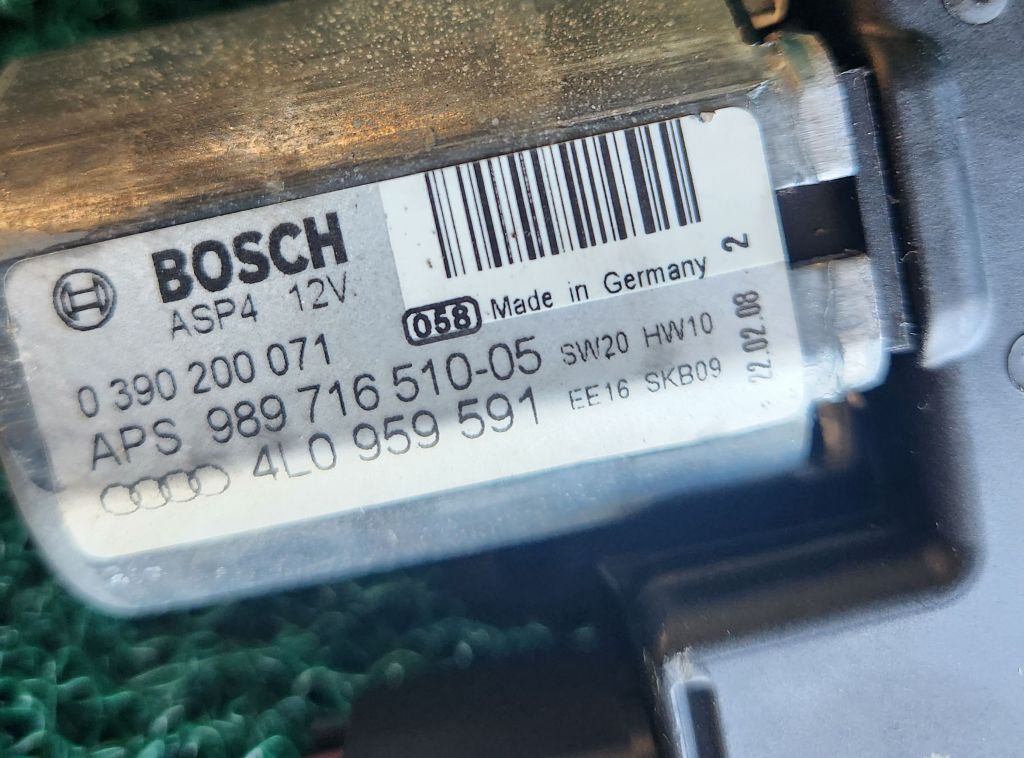 BOSCH
ASP4 12V
0 390 200 071
058 Made in Germany 2
APS 989 716 510-05 SW20 HW10
4L0 959 591 EE16 SKB09
22.02.08